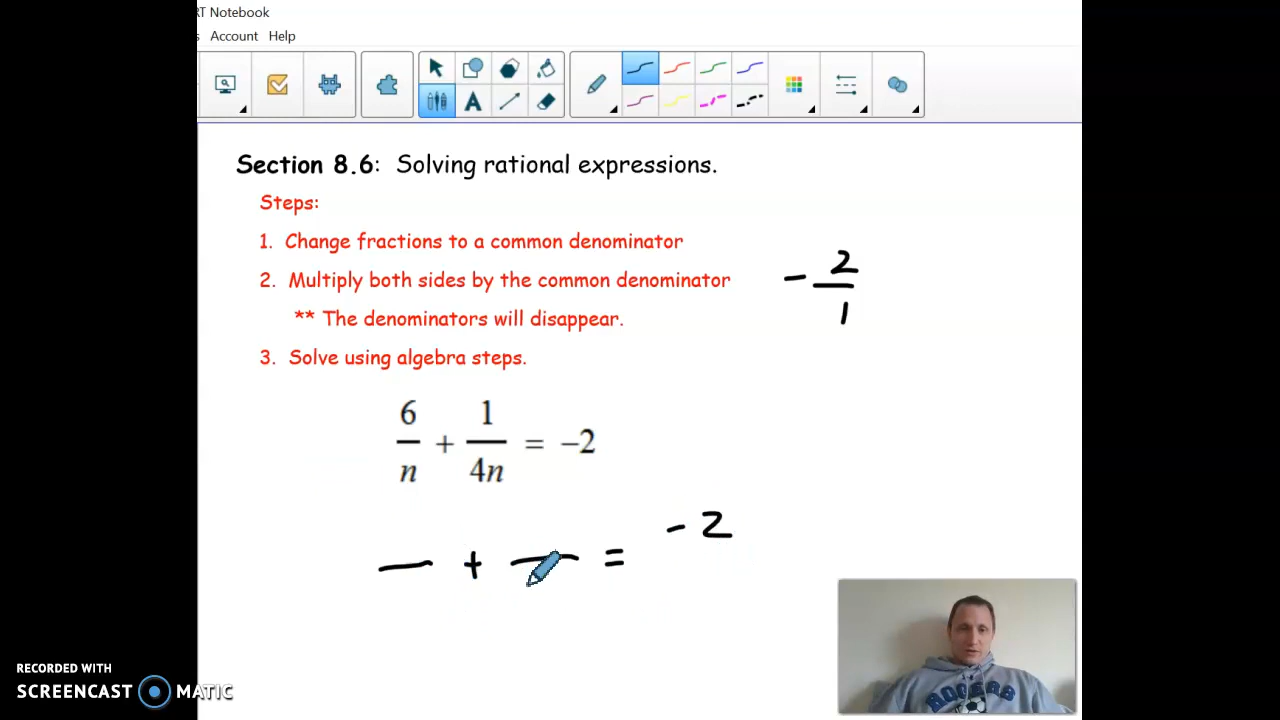 RT Notebook
s Account Help
A
Section 8.6: Solving rational expressions.
Steps:
1. Change fractions to a common denominator
2. Multiply both sides by the common denominator
** The denominators will disappear.
3. Solve using algebra steps.
- 2
1
6 1
n + 4n = -2
- 2
+ =
RECORDED WITH
SCREENCAST MATIC